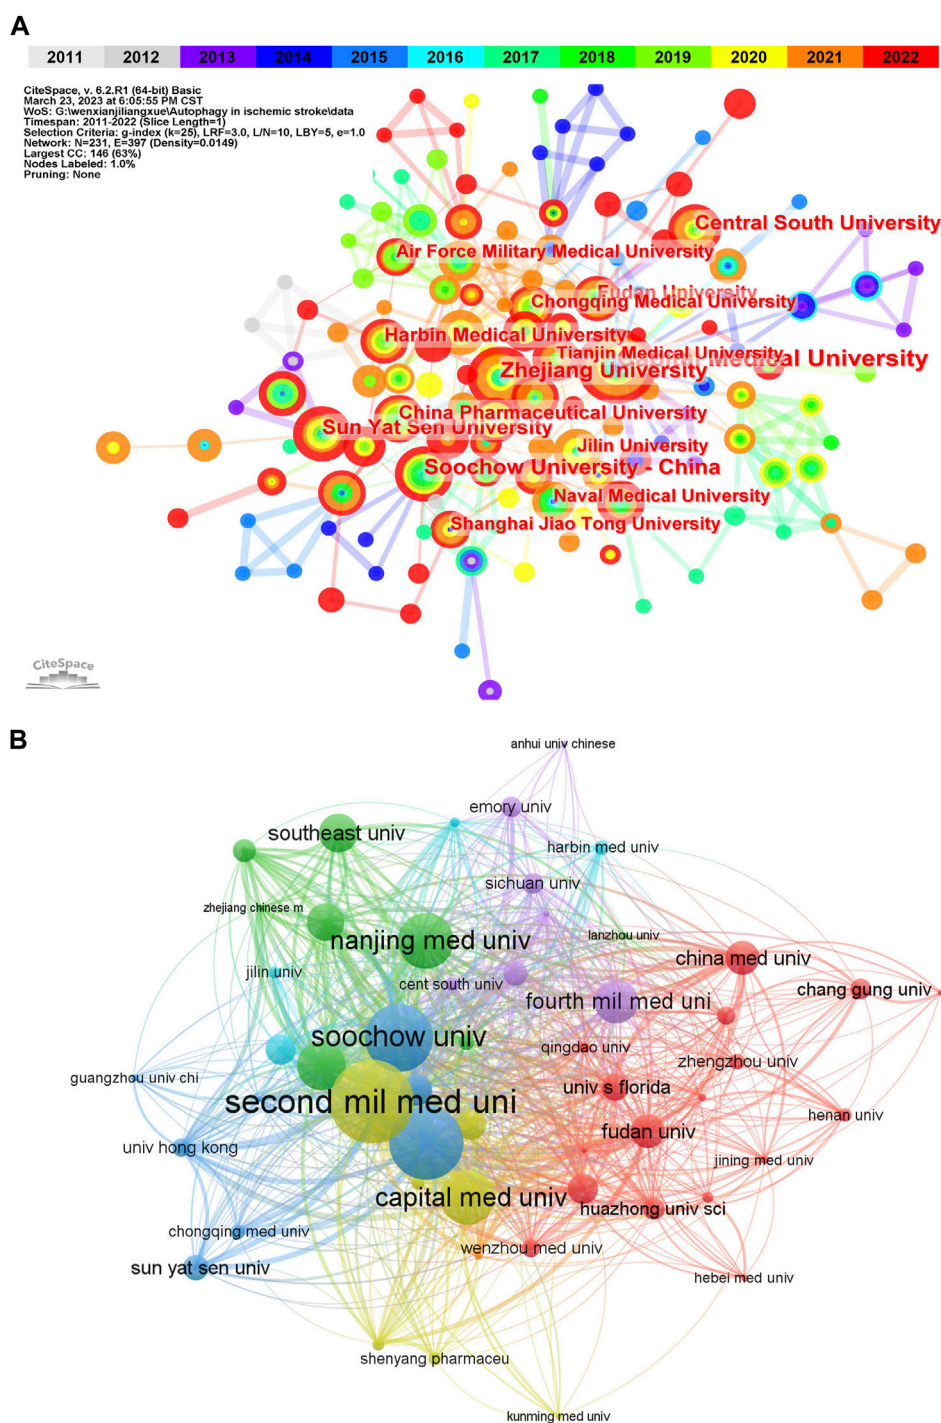 A
2011 2012 2013 2014 2015 2016 2017 2018 2019 2020 2021 2022
CiteSpace, v. 6.2.R1 (64-bit) Basic
March 23, 2023 at 6:05:55 PM CST
WoS: G:\wenxianjiliangxue\Autophagy in ischemic stroke\data
Timespan: 2011-2022 (Slice Length=1)
Selection Criteria: g-index (k=25), LRF=3.0, L/N=10, LBY=5, e=1.0
Network: N=231, E=397 (Density=0.0149)
Largest CC: 146 (63%)
Nodes Labeled: 1.0%
Pruning: None
Central South University
Air Force Military Medical University
Fudan University
Chongqing Medical University
Harbin Medical University
Tianjin Medical University
Medical University
Zhejiang University
China Pharmaceutical University
Sun Yat Sen University
Jilin University
Soochow University - China
Naval Medical University
Shanghai Jiao Tong University
CiteSpace
B
anhui univ chinese
emory univ
southeast univ
harbin med univ
sichuan univ
zhejiang chinese m
lanzhou univ
nanjing med univ
china med univ
jilin univ
cent south univ
chang gung univ
fourth mil med uni
soochow univ
qingdao univ
zhengzhou univ
guangzhou univ chi
univ s florida
second mil med uni
henan univ
fudan univ
univ hong kong
jining med univ
capital med univ
huazhong univ sci
chongqing med univ
wenzhou med univ
sun yat sen univ
hebei med univ
shenyang pharmaceu
kunming med univ